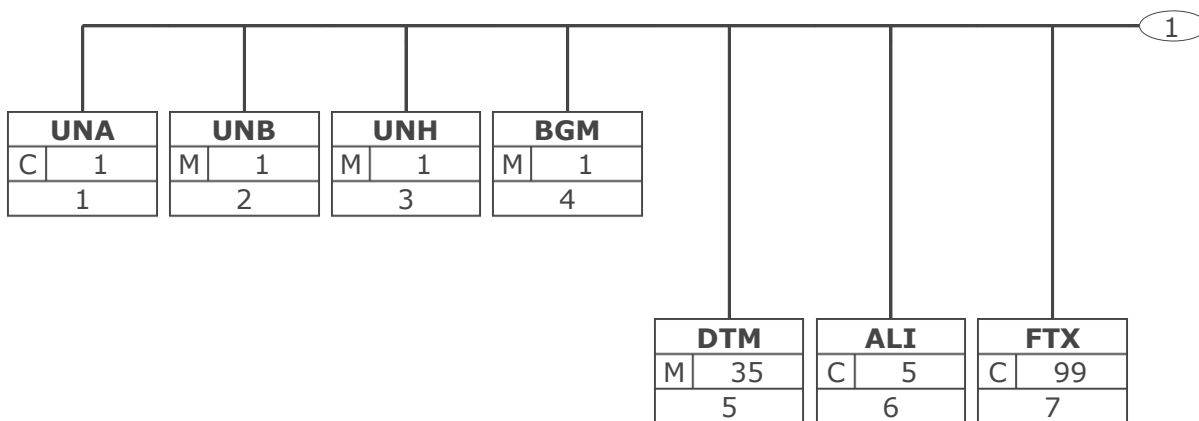 1
UNA UNB UNH BGM
C 1 M 1 M 1 M 1
1 2 3 4
DTM ALI FTX
M 35 C 5 C 99
5 6 7